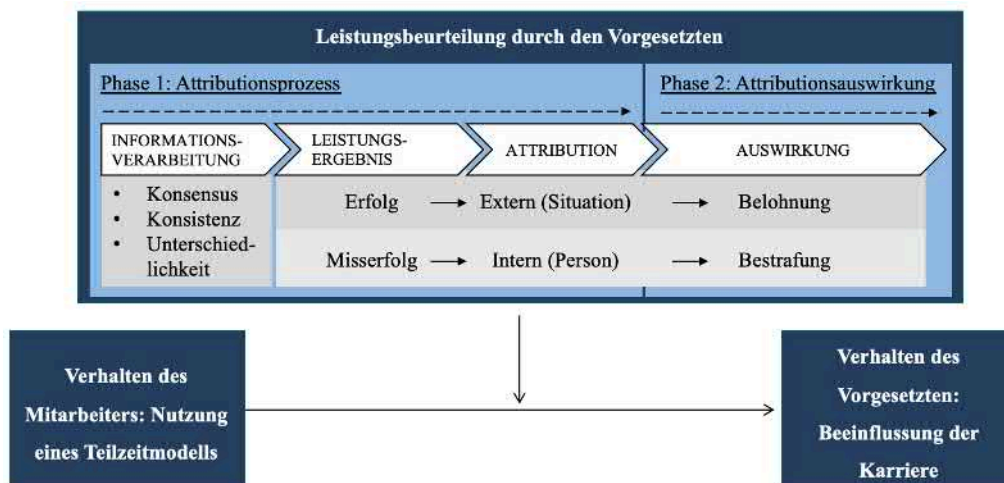 Leistungsbeurteilung durch den Vorgesetzten
Phase 1: Attributionsprozess
Phase 2: Attributionsauswirkung
INFORMATIONS-
VERARBEITUNG
LEISTUNGS-
ERGEBNIS
ATTRIBUTION
AUSWIRKUNG
• Konsensus
• Konsistenz
• Unterschied-
lichkeit
Erfolg
Extern (Situation)
Belohnung
Misserfolg
Intern (Person)
Bestrafung
Verhalten des
Mitarbeiters: Nutzung
eines Teilzeitmodells
Verhalten des
Vorgesetzten:
Beeinflussung der
Karriere